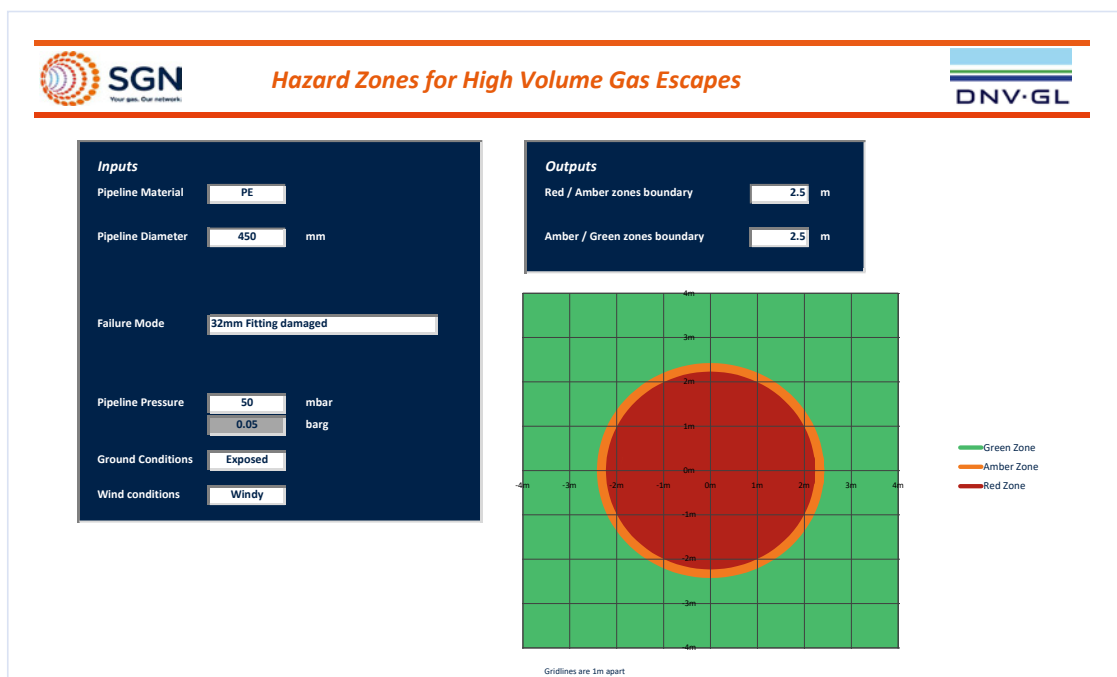 SGN
Your gas. Our network.
Hazard Zones for High Volume Gas Escapes
DNV·GL
Inputs
Pipeline Material PE
Pipeline Diameter 450 mm
Failure Mode 32mm Fitting damaged
Pipeline Pressure 50 mbar
0.05 barg
Ground Conditions Exposed
Wind conditions Windy
Outputs
Red / Amber zones boundary 2.5 m
Amber / Green zones boundary 2.5 m
4m
3m
2m
1m
0m
-4m -3m -2m -1m 0m 1m 2m 3m 4m
-1m
-2m
-3m
-4m
Green Zone
Amber Zone
Red Zone
Gridlines are 1m apart